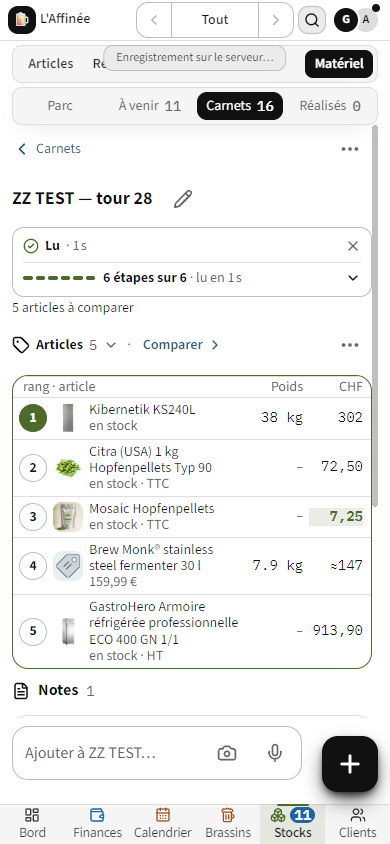 L'Affinée
Tout
G
A
Articles
Enregistrement sur le serveur…
Matériel
Parc
À venir 11
Carnets 16
Réalisés 0
Carnets
ZZ TEST — tour 28
Lu · 1 s
6 étapes sur 6 · lu en 1 s
5 articles à comparer
Articles 5 · Comparer
rang · article Poids CHF
1 Kibernetik KS240L 38 kg 302
en stock
Citra (USA) 1 kg
2 Hopfenpellets Typ 90 – 72,50
en stock · TTC
3 Mosaic Hopfenpellets – 7,25
en stock · TTC
Brew Monk® stainless
4 steel fermenter 30 l 7.9 kg ≈147
159,99 €
GastroHero Armoire
5 réfrigérée professionnelle – 913,90
ECO 400 GN 1/1
en stock · HT
Notes 1
Ajouter à ZZ TEST…
11
Bord Finances Calendrier Brassins Stocks Clients